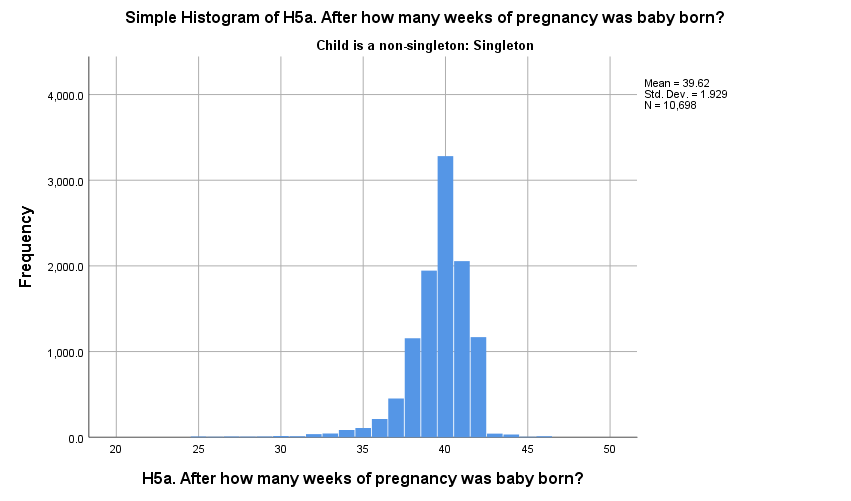 Simple Histogram of H5a. After how many weeks of pregnancy was baby born?
Child is a non-singleton: Singleton
Mean = 39.62
Std. Dev. = 1.929
N = 10,698
4,000.0
3,000.0
2,000.0
1,000.0
0.0
Frequency
20 25 30 35 40 45 50
H5a. After how many weeks of pregnancy was baby born?